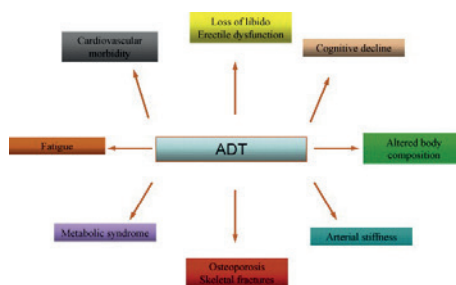 Loss of libido
Erectile dysfunction
Cardiovascular
morbidity
Cognitive decline
Fatigue
ADT
Altered body
composition
Metabolic syndrome
Arterial stiffness
Osteoporosis
Skeletal fractures